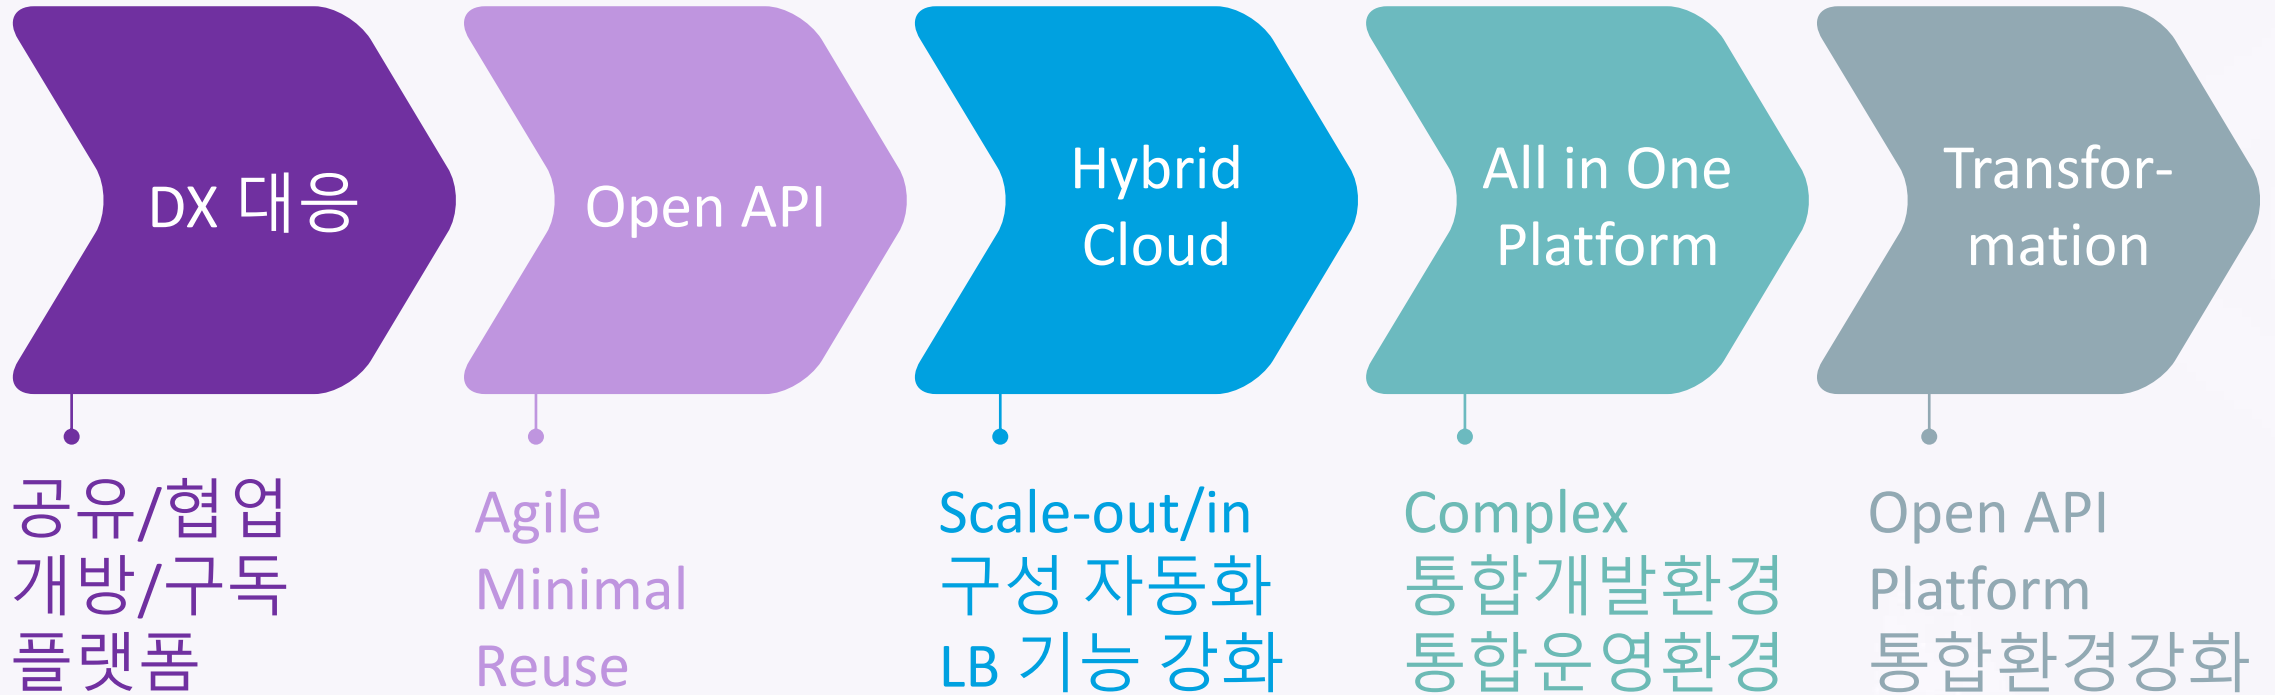 DX 대응
Open API
Hybrid
Cloud
All in One
Platform
Transfor-
mation
공유/협업
개방/구독
플랫폼
Agile
Minimal
Reuse
Scale-out/in
구성 자동화
LB 기능 강화
Complex
통합개발환경
통합운영환경
Open API
Platform
통합환경강화